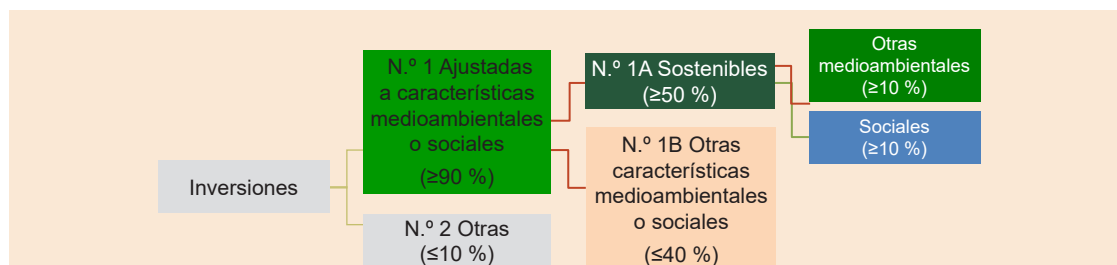 Inversiones
N.º 1 Ajustadas
a características
medioambientales
o sociales
(≥90 %)
N.º 2 Otras
(≤10 %)
N.º 1A Sostenibles
(≥50 %)
N.º 1B Otras
características
medioambientales
o sociales
(≤40 %)
Otras
medioambientales
(≥10 %)
Sociales
(≥10 %)